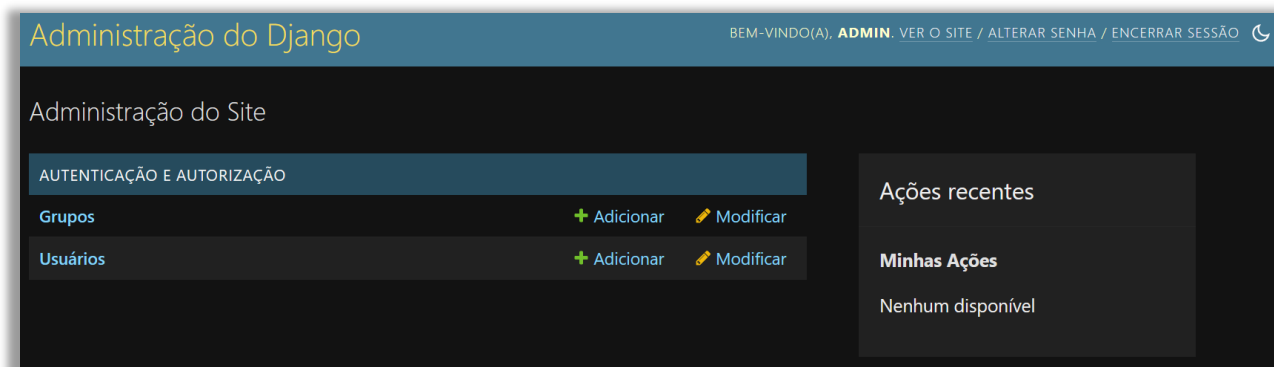 Administração do Django
BEM-VINDO(A), ADMIN. VER O SITE / ALTERAR SENHA / ENCERRAR SESSÃO
Administração do Site
AUTENTICAÇÃO E AUTORIZAÇÃO
Grupos Adicionar Modificar
Usuários Adicionar Modificar
Ações recentes
Minhas Ações
Nenhum disponível